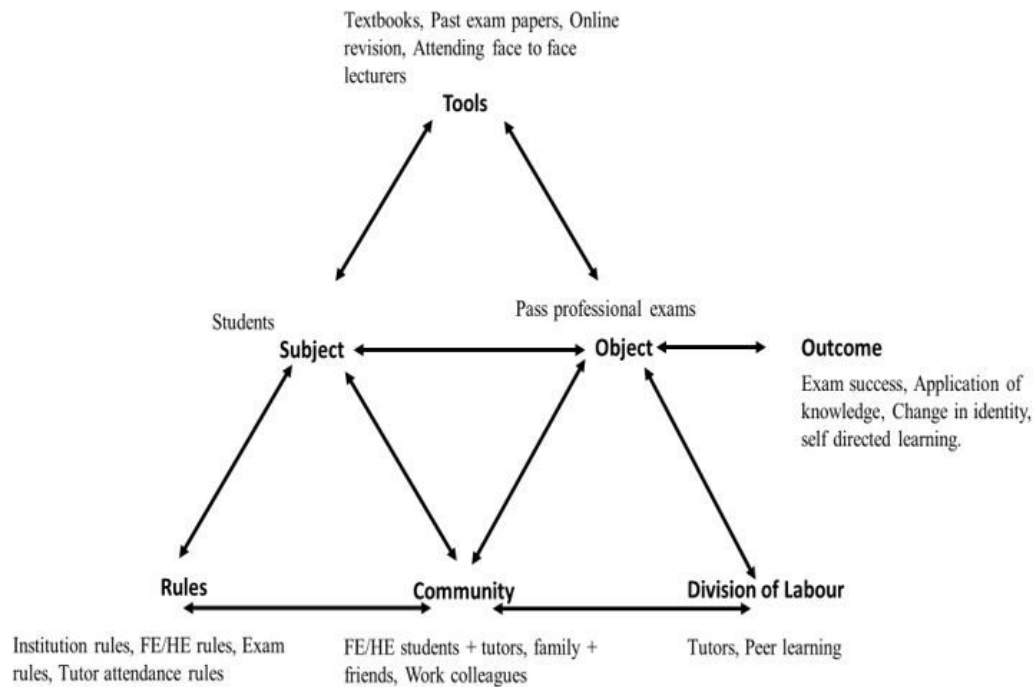 Textbooks, Past exam papers, Online
revision, Attending face to face
lecturers
Tools
Students
Subject
Pass professional exams
Object
Outcome
Exam success, Application of
knowledge, Change in identity,
self directed learning.
Rules
Institution rules, FE/HE rules, Exam
rules, Tutor attendance rules
Community
FE/HE students + tutors, family +
friends, Work colleagues
Division of Labour
Tutors, Peer learning